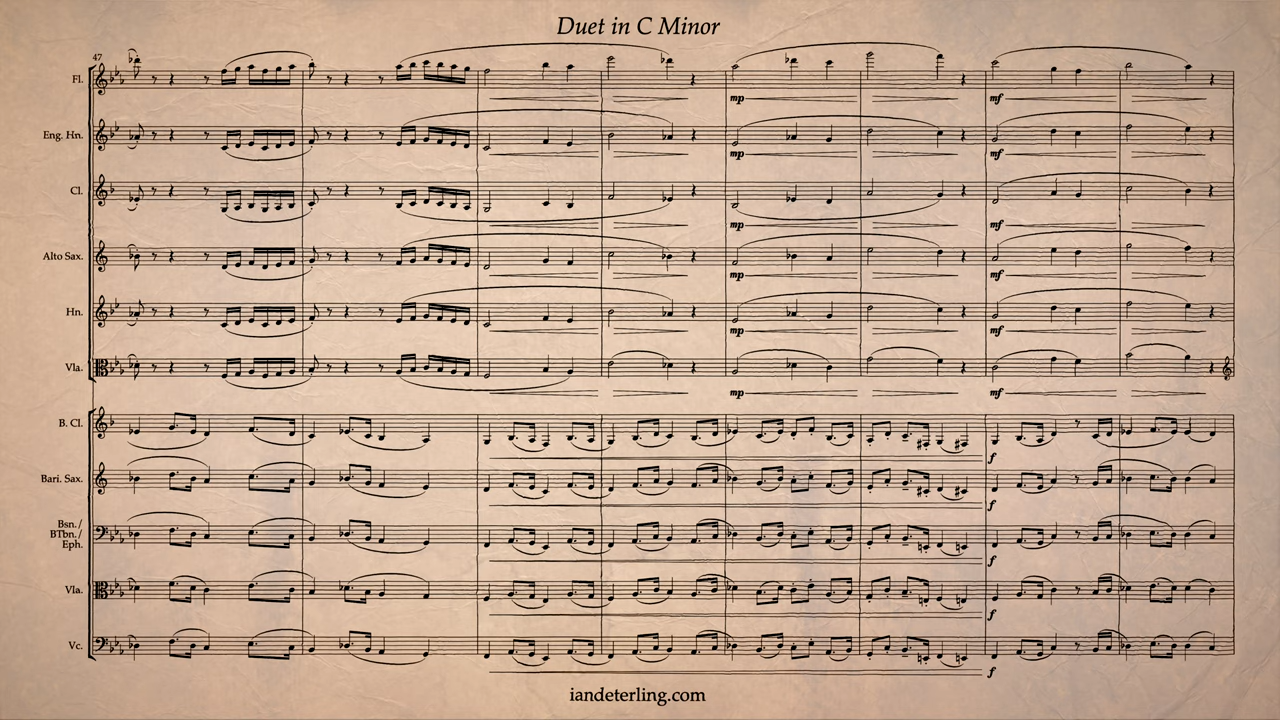 Duet in C Minor
47
Fl.
mp
mf
Eng. Hn.
mp
mf
Cl.
mp
mf
Alto Sax.
mp
mf
Hn.
mp
mf
Vla.
mp
mf
B. Cl.
f
Bari. Sax.
f
Bsn./
BTbn./
Eph.
f
Vla.
f
Vc.
f
iandeterling.com